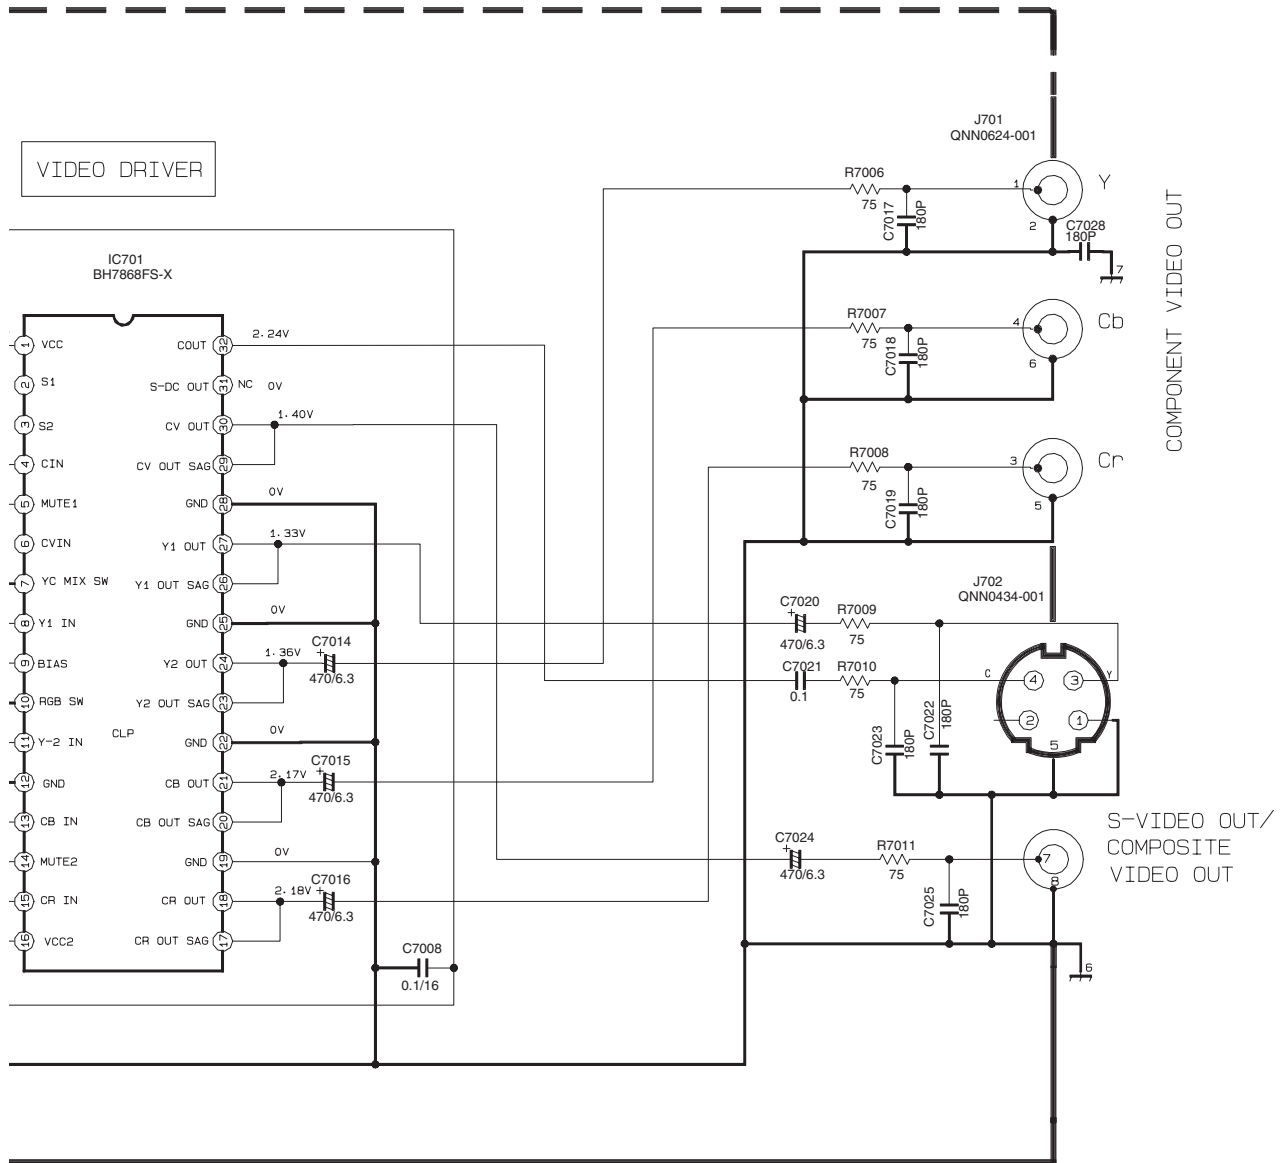 VIDEO DRIVER
IC701
BH7868FS-X
1 VCC
2 S1
3 S2
4 CIN
5 MUTE1
6 CVIN
7 YC MIX SW
8 Y1 IN
9 BIAS
10 RGB SW
11 Y-2 IN
12 GND
13 CB IN
14 MUTE2
15 CR IN
16 VCC2
CLP
COUT 32 2.24V
S-DC OUT 31 NC 0V
CV OUT 30 1.40V
CV OUT SAG 29
GND 28 0V
Y1 OUT 27 1.33V
Y1 OUT SAG 26
GND 25 0V
Y2 OUT 24 1.36V
Y2 OUT SAG 23
GND 22 0V
CB OUT 21 2.17V
CB OUT SAG 20
GND 19 0V
CR OUT 18 2.18V
CR OUT SAG 17
C7014
+
470/6.3
C7015
+
470/6.3
C7016
+
470/6.3
C7008
0.1/16
J701
QNN0624-001
R7006
75
C7017
180P
1
2
Y
C7028
180P
7
R7007
75
C7018
180P
4
6
Cb
R7008
75
C7019
180P
3
5
Cr
COMPONENT VIDEO OUT
J702
QNN0434-001
C7020
+
470/6.3
R7009
75
C7021
0.1
R7010
75
C7023
180P
C7022
180P
C
4
3
Y
2
1
5
C7024
+
470/6.3
R7011
75
C7025
180P
7
8
6
S-VIDEO OUT/
COMPOSITE
VIDEO OUT